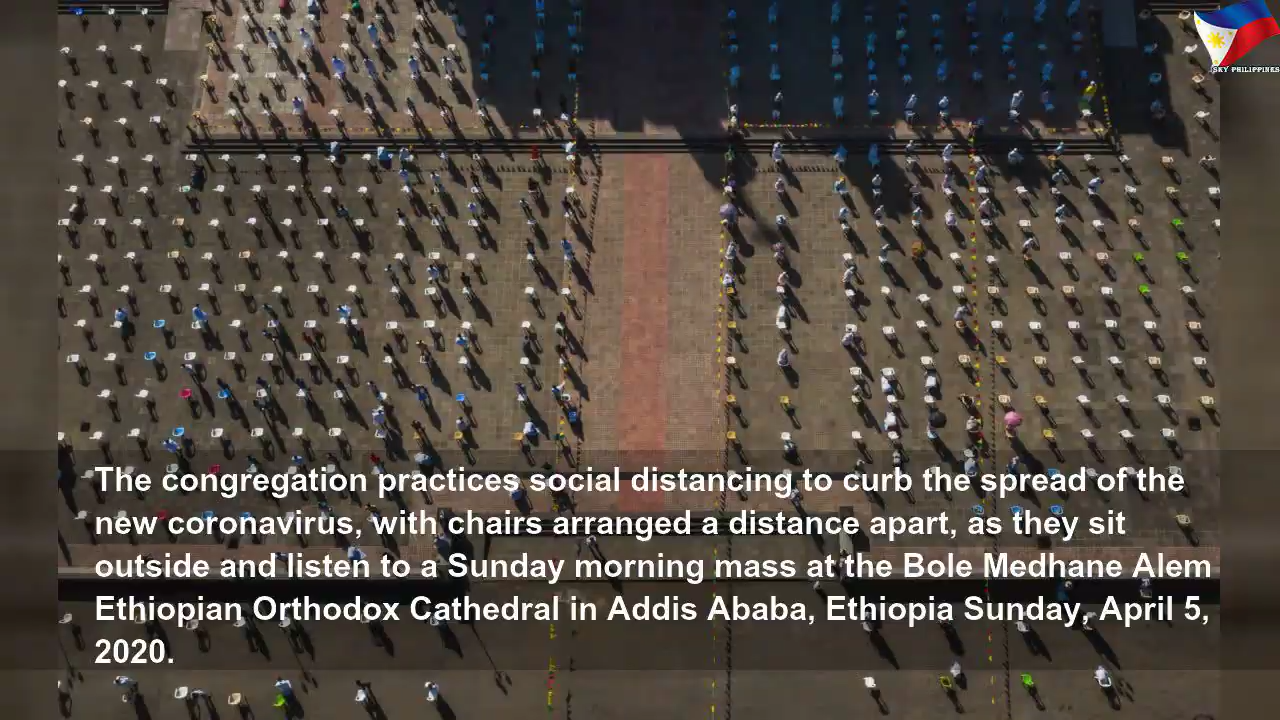 SKY PHILIPPINES
The congregation practices social distancing to curb the spread of the
new coronavirus, with chairs arranged a distance apart, as they sit
outside and listen to a Sunday morning mass at the Bole Medhane Alem
Ethiopian Orthodox Cathedral in Addis Ababa, Ethiopia Sunday, April 5,
2020.